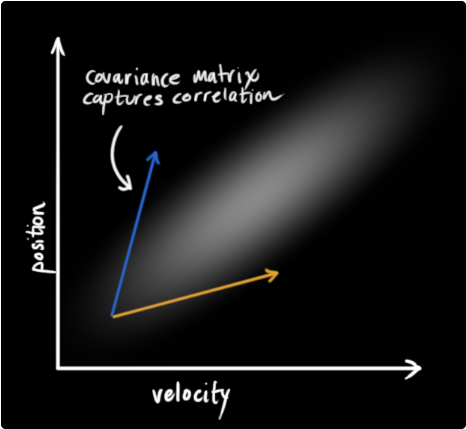 covariance matrix
captures correlation
position
velocity